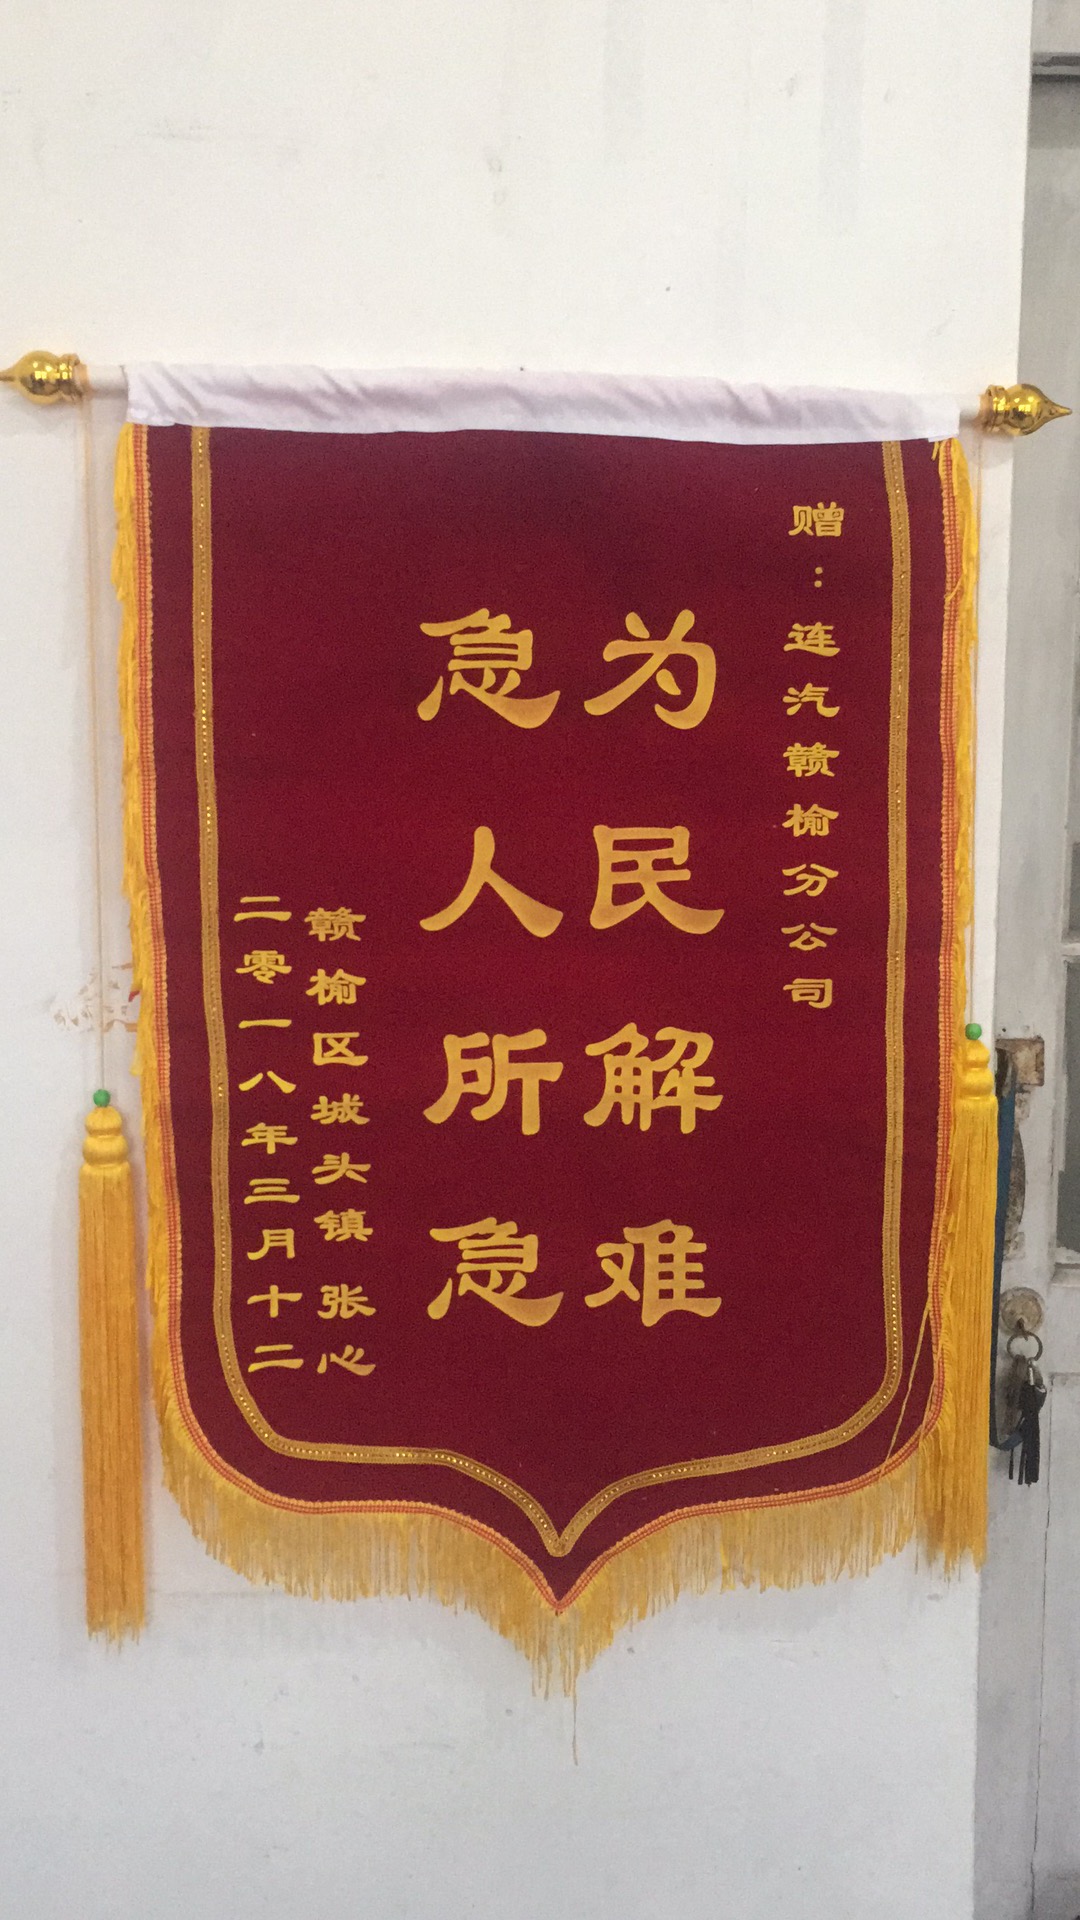 赠：连汽赣榆分公司
为民解难
急人所急
赣榆区城头镇 张心
二零一八年三月十二